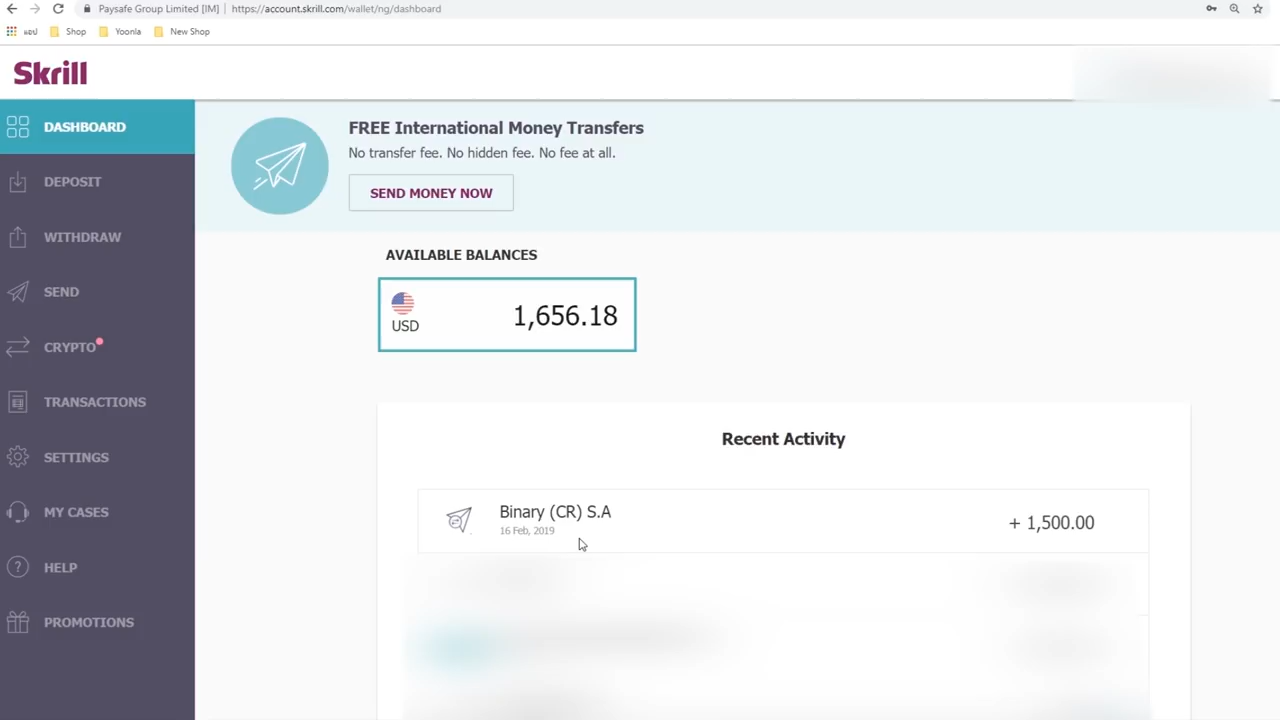 Paysafe Group Limited [IM]
https://account.skrill.com/wallet/ng/dashboard
แอป
Shop
Yoonla
New Shop
Skrill
DASHBOARD
DEPOSIT
WITHDRAW
SEND
CRYPTO
TRANSACTIONS
SETTINGS
MY CASES
HELP
PROMOTIONS
FREE International Money Transfers
No transfer fee. No hidden fee. No fee at all.
SEND MONEY NOW
AVAILABLE BALANCES
USD
1,656.18
Recent Activity
Binary (CR) S.A
16 Feb, 2019
+ 1,500.00